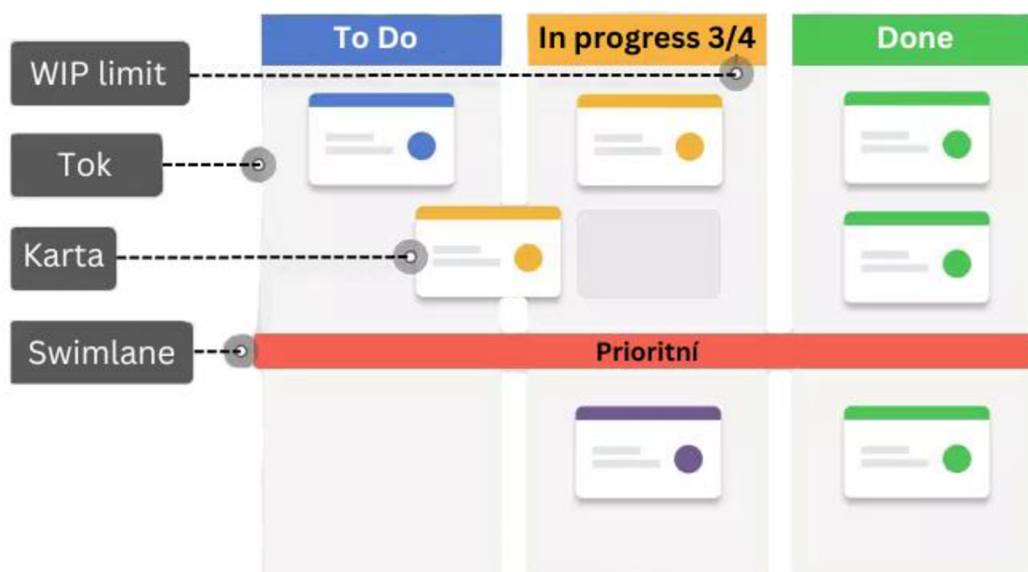 To Do
In progress 3/4
Done
WIP limit
Tok
Karta
Swimlane
Prioritní